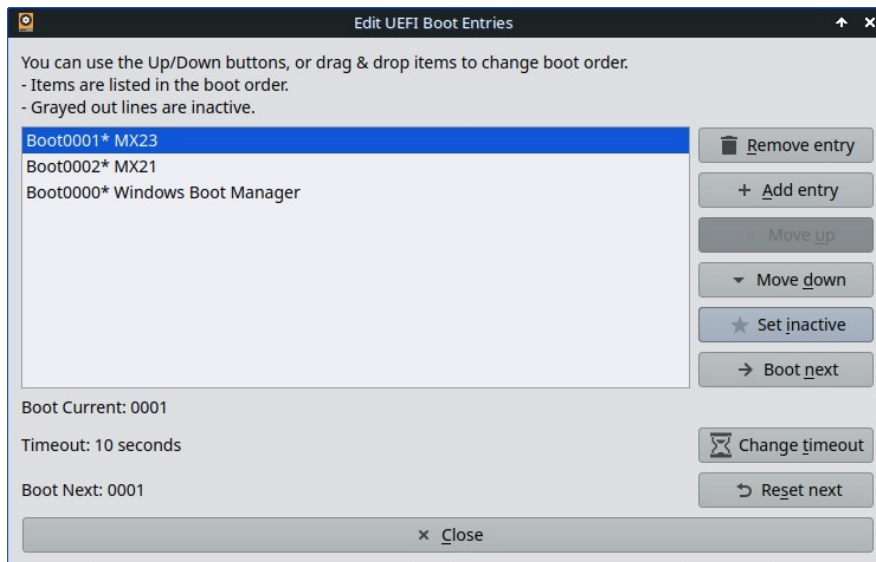 Edit UEFI Boot Entries
You can use the Up/Down buttons, or drag & drop items to change boot order.
- Items are listed in the boot order.
- Grayed out lines are inactive.
Boot0001* MX23
Boot0002* MX21
Boot0000* Windows Boot Manager
Remove entry
+ Add entry
Move up
Move down
Set inactive
Boot next
Boot Current: 0001
Timeout: 10 seconds
Change timeout
Boot Next: 0001
Reset next
Close